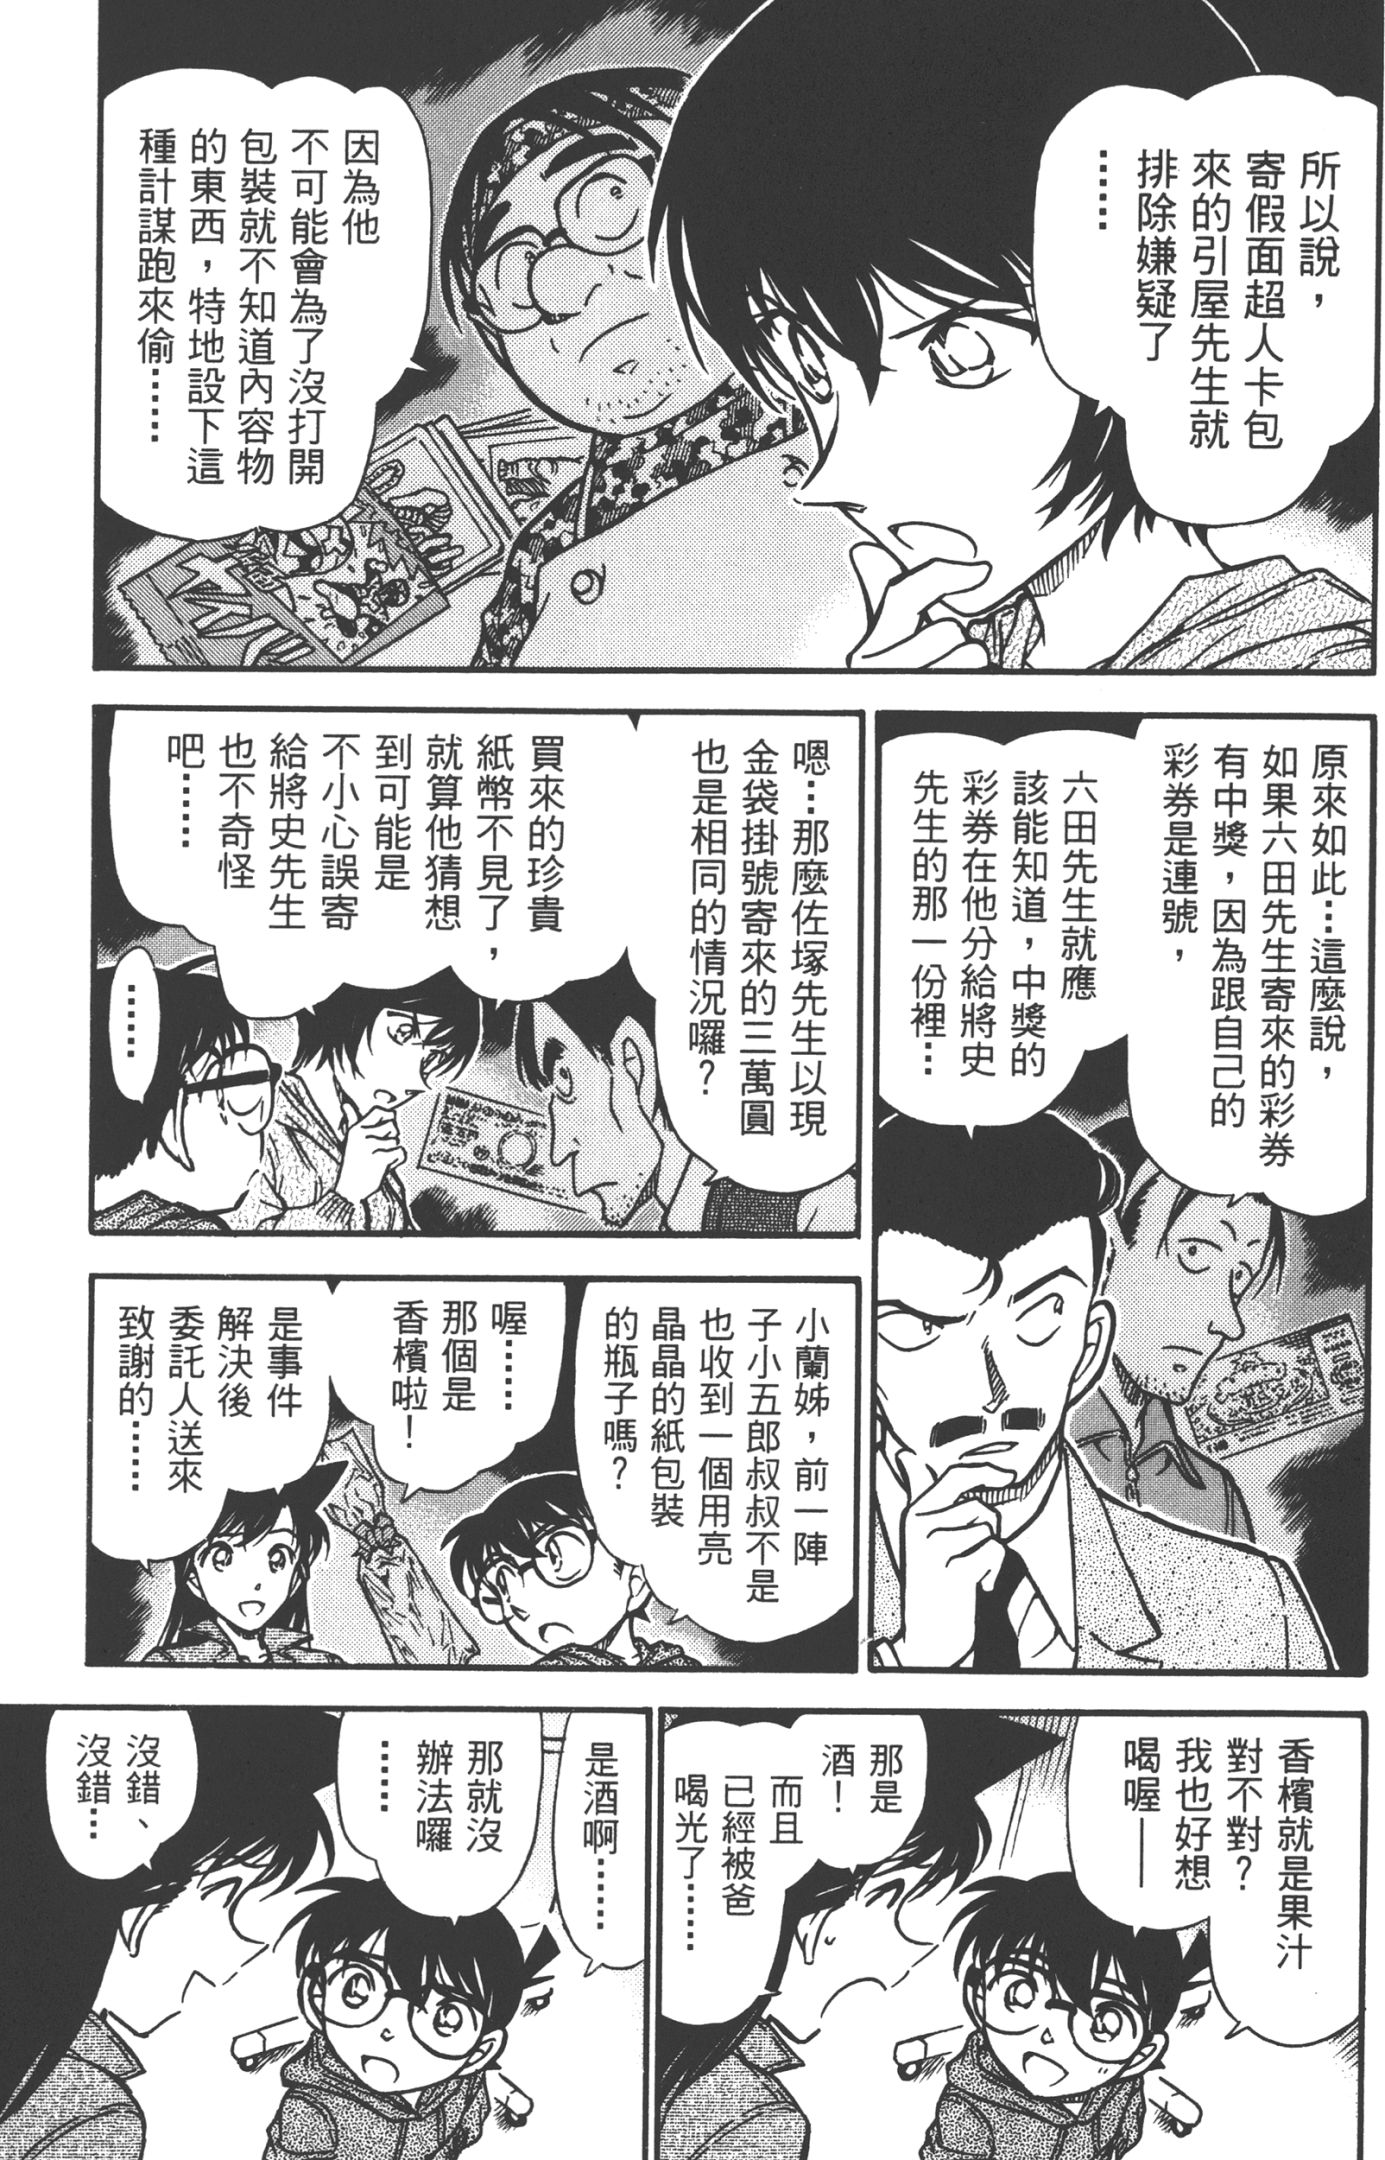 所以說，
寄假面超人卡包
來的引屋先生就
排除嫌疑了
……
因為他
不可能會為了沒打開
包裝就不知道內容物
的東西，特地設下這
種計謀跑來偷……
原來如此…這麼說，
如果六田先生寄來的彩券
有中獎，因為跟自己的
彩券是連號，
六田先生就應
該能知道，中獎的
彩券在他分給將史
先生的那一份裡…
嗯…那麼佐塚先生以現
金袋掛號寄來的三萬圓
也是相同的情況囉？
買來的珍貴
紙幣不見了，
就算他猜想
到可能是
不小心誤寄
給將史先生
也不奇怪
吧……
……
小蘭姊，前一陣
子小五郎叔叔不是
也收到一個用亮
晶晶的紙包裝
的瓶子嗎？
喔……
那個是
香檳啦！
是事件
解決後
委託人送來
致謝的……
香檳就是果汁
對不對？
我也好想
喝喔——
那是
酒！
而且
已經被爸
喝光了……
是酒啊……
那就沒
辦法囉
……
沒錯、
沒錯…